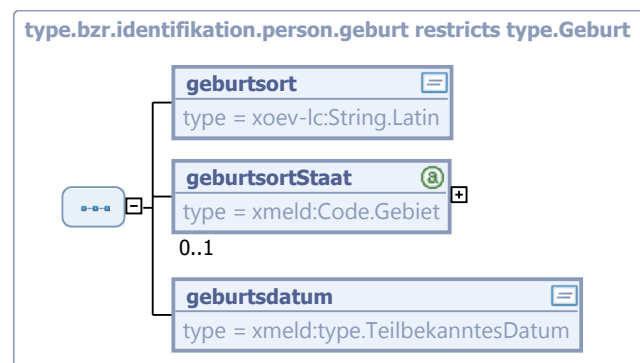 type.bzr.identifikation.person.geburt restricts type.Geburt
geburtsort
type = xoev-lc:String.Latin
geburtsortStaat
type = xmeld:Code.Gebiet
0..1
geburtsdatum
type = xmeld:type.TeilbekanntesDatum